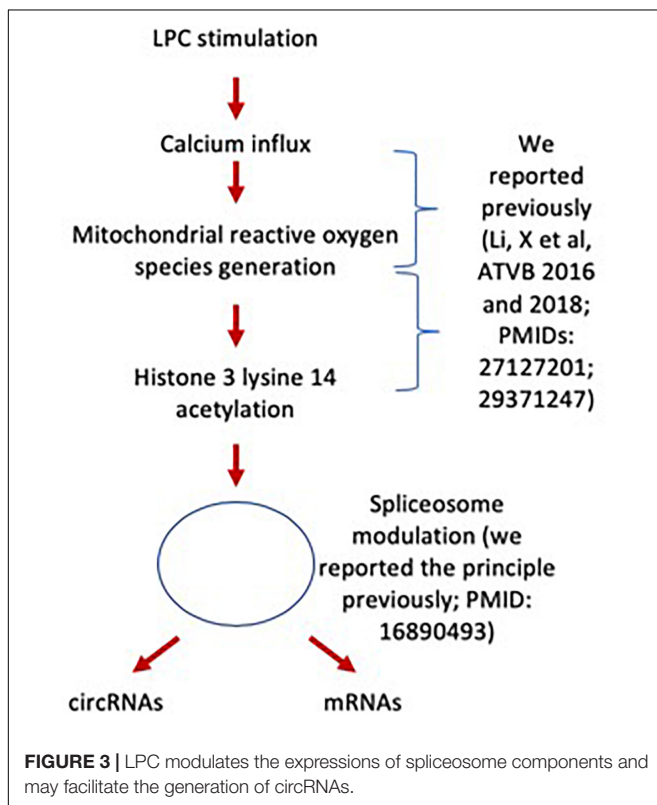 LPC stimulation
Calcium influx
Mitochondrial reactive oxygen
species generation
Histone 3 lysine 14
acetylation
We
reported
previously
(Li, X et al,
ATVB 2016
and 2018;
PMIDs:
27127201;
29371247)
Spliceosome
modulation (we
reported the principle
previously; PMID:
16890493)
circRNAs
mRNAs
FIGURE 3 | LPC modulates the expressions of spliceosome components and
may facilitate the generation of circRNAs.